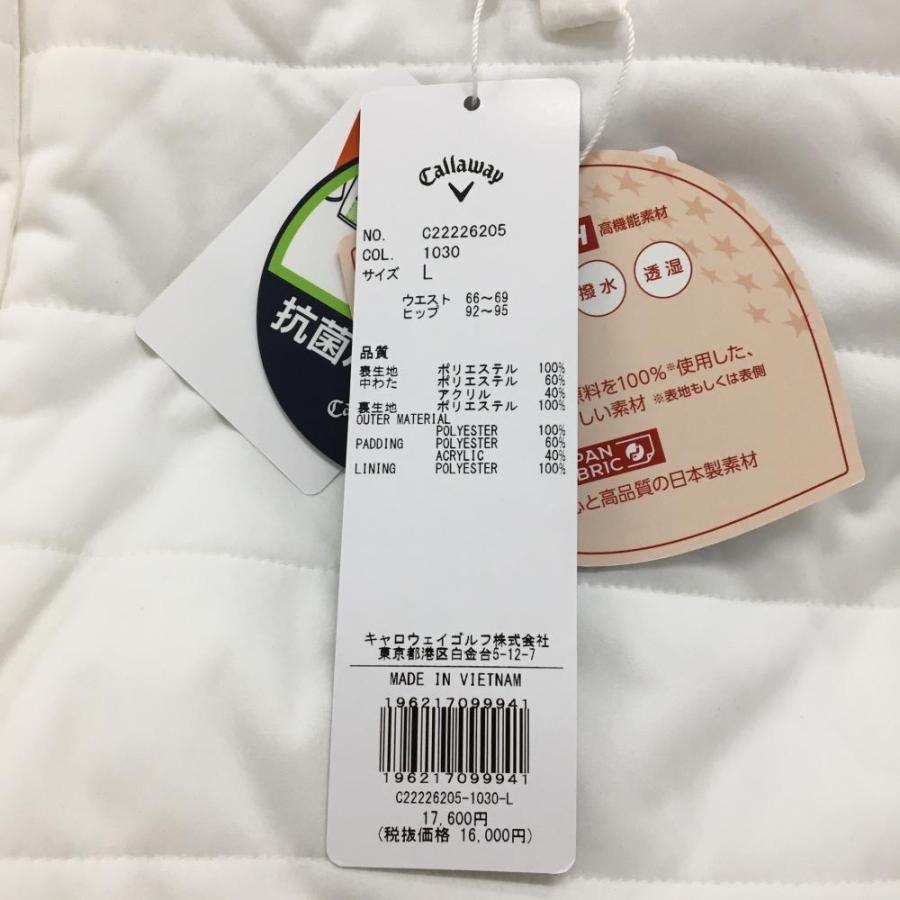 Callaway
NO. C22226205
COL. 1030
サイズ L
ウエスト 66～69
ヒップ 92～95
品質
表生地 ポリエステル 100%
中わた ポリエステル 60%
アクリル 40%
裏生地 ポリエステル 100%
OUTER MATERIAL
POLYESTER 100%
PADDING POLYESTER 60%
ACRYLIC 40%
LINING POLYESTER 100%
キャロウェイゴルフ株式会社
東京都港区白金台5-12-7
MADE IN VIETNAM
196217099941
196217099941
C22226205-1030-L
17,600円
(税抜価格 16,000円)
抗菌
高機能素材
撥水
透湿
料を100%※使用した、
しい素材 ※表地もしくは表側
PAN
BRIC
と高品質の日本製素材